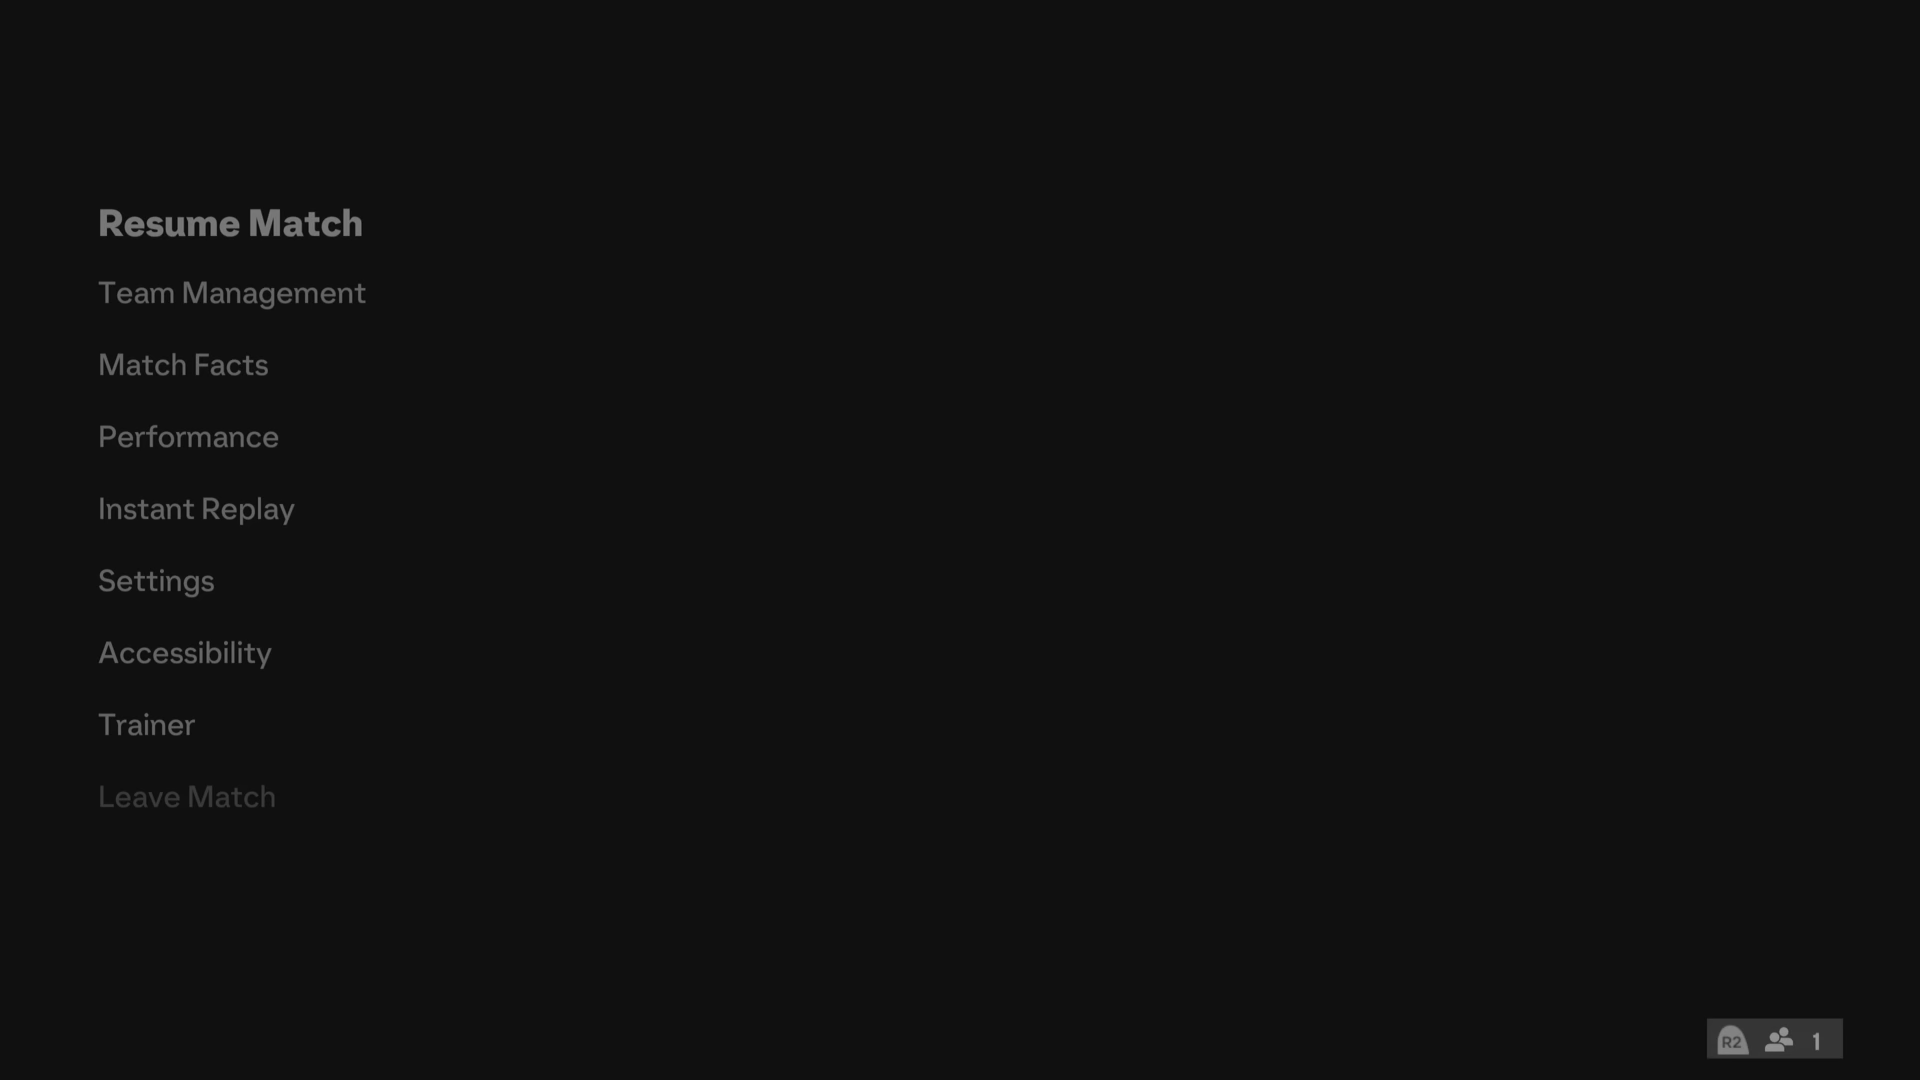 Resume Match
Team Management
Match Facts
Performance
Instant Replay
Settings
Accessibility
Trainer
Leave Match
R2 1